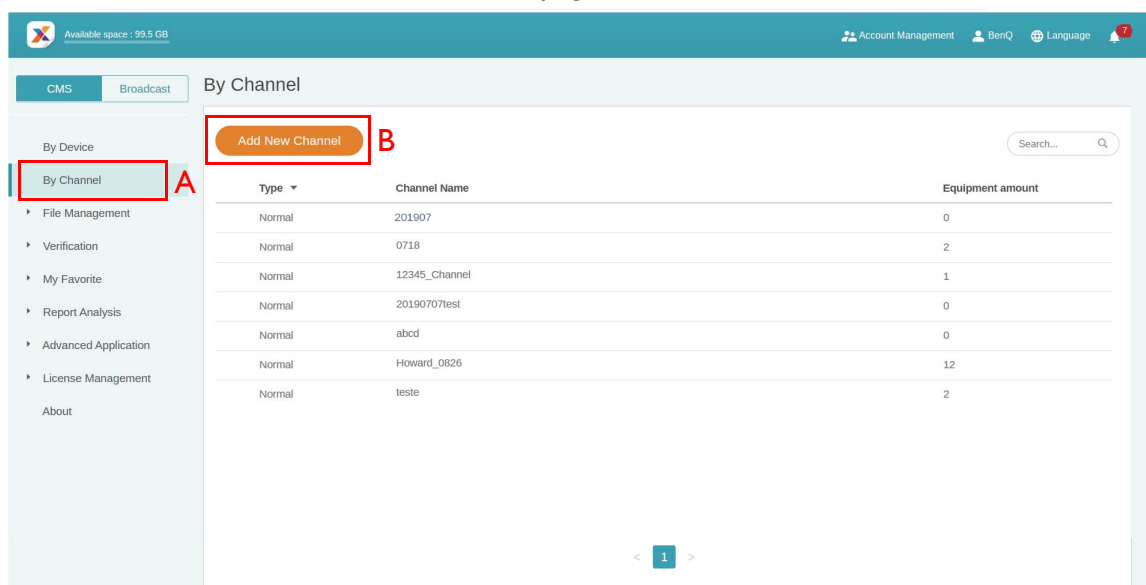 Available space : 99.5 GB
Account Management BenQ Language 7
CMS Broadcast
By Channel
Add New Channel B
Search...
By Device
By Channel A
File Management
Verification
My Favorite
Report Analysis
Advanced Application
License Management
About
Type Channel Name Equipment amount
Normal 201907 0
Normal 0718 2
Normal 12345_Channel 1
Normal 20190707test 0
Normal abcd 0
Normal Howard_0826 12
Normal teste 2
< 1 >